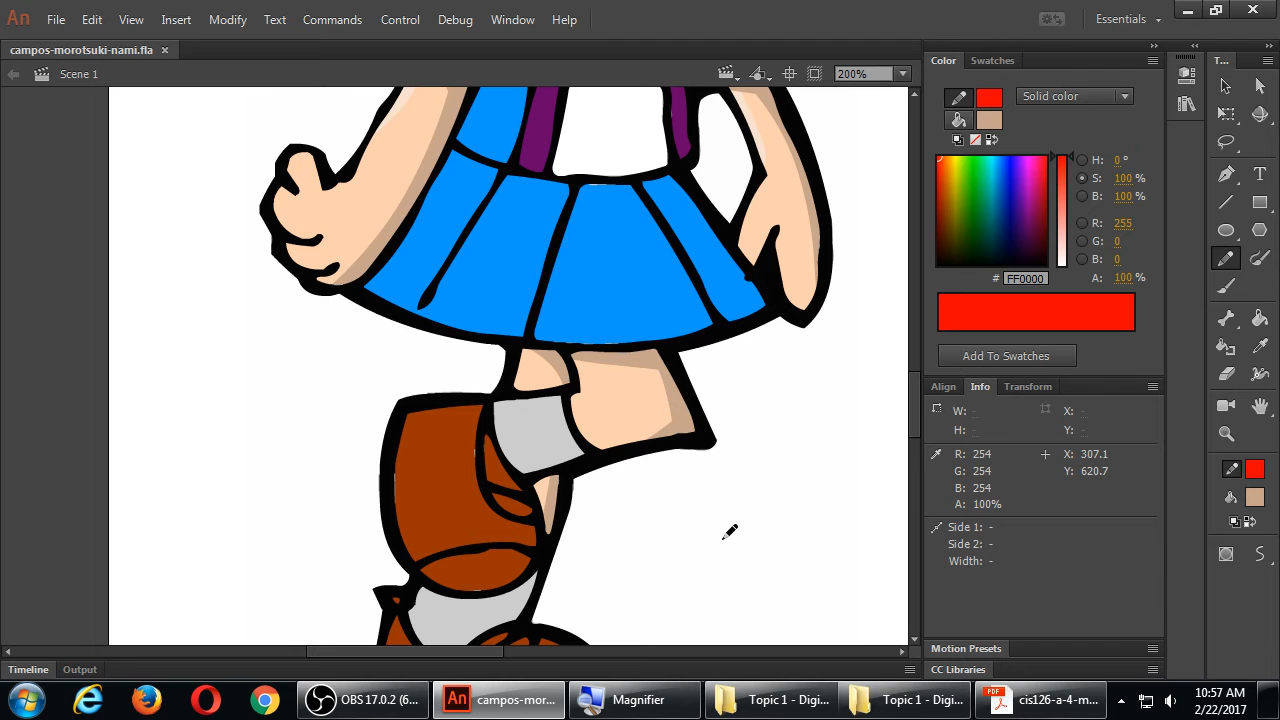 An File Edit View Insert Modify Text Commands Control Debug Window Help Essentials
campos-morotsuki-nami.fla ×
Scene 1 200%
Color Swatches
Solid color
H: 0 °
S: 100 %
B: 100 %
R: 255
G: 0
B: 0
# FF0000 A: 100 %
Add To Swatches
Align Info Transform
W: - X: -
H: - Y: -
R: 254 X: 307.1
G: 254 Y: 620.7
B: 254
A: 100%
Side 1: -
Side 2: -
Width: -
Motion Presets
CC Libraries
T...
Timeline Output
OBS 17.0.2 (6... An campos-mor... Magnifier Topic 1 - Digi... Topic 1 - Digi... PDF cis126-a-4-m... 10:57 AM
2/22/2017